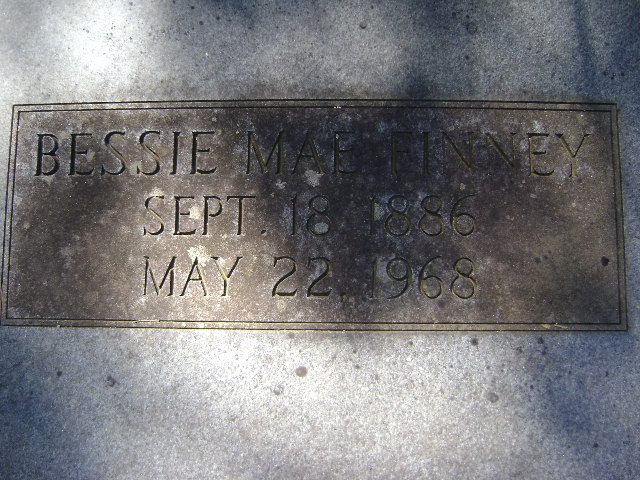 BESSIE MAE FINNEY
SEPT. 18, 1886
MAY 22, 1968